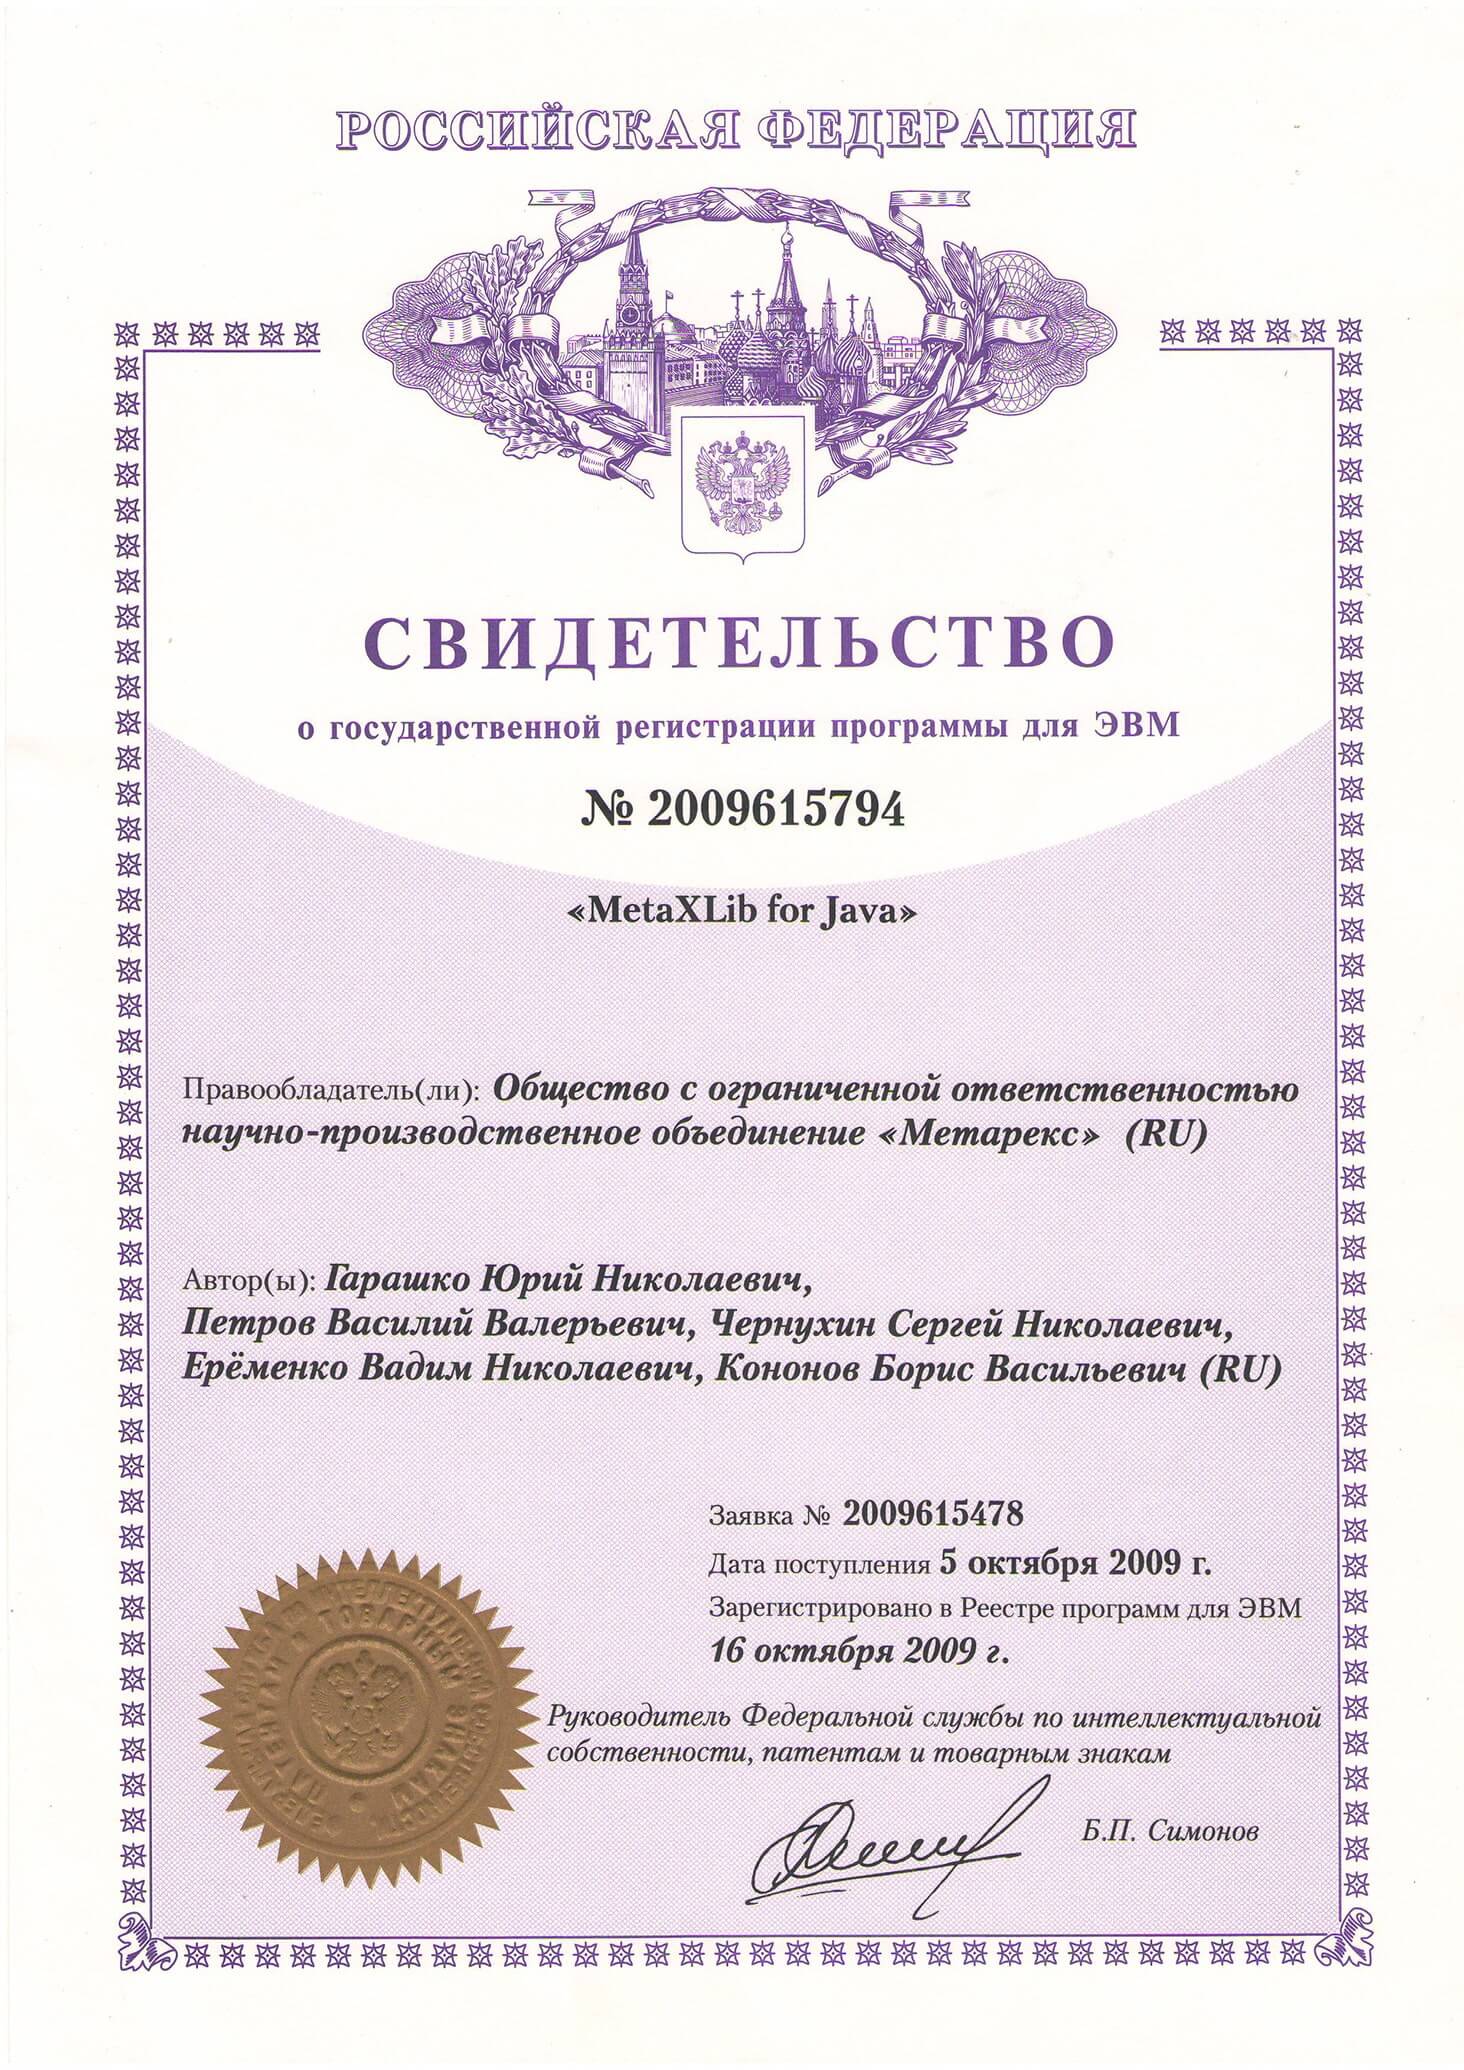 РОССИЙСКАЯ ФЕДЕРАЦИЯ
СВИДЕТЕЛЬСТВО
о государственной регистрации программы для ЭВМ
№ 2009615794
«MetaXLib for Java»
Правообладатель(ли): Общество с ограниченной ответственностью
научно-производственное объединение «Метарекс» (RU)
Автор(ы): Гарашко Юрий Николаевич,
Петров Василий Валерьевич, Чернухин Сергей Николаевич,
Ерёменко Вадим Николаевич, Кононов Борис Васильевич (RU)
Заявка № 2009615478
Дата поступления 5 октября 2009 г.
Зарегистрировано в Реестре программ для ЭВМ
16 октября 2009 г.
Руководитель Федеральной службы по интеллектуальной
собственности, патентам и товарным знакам
Б.П. Симонов
ПАТЕНТАМ И ТОВАРНЫМ ЗНАКАМ